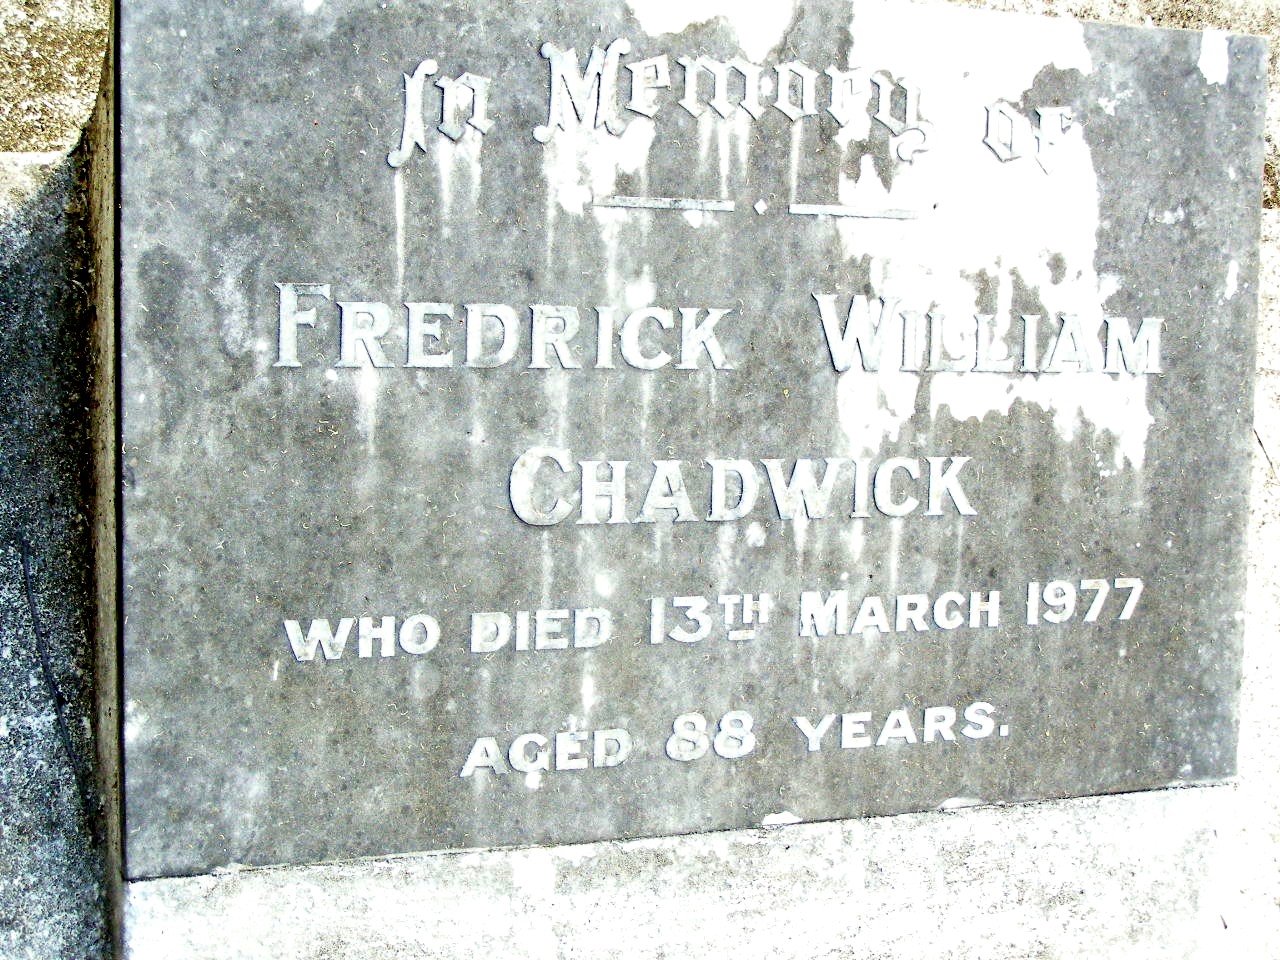 In Memory of
FREDRICK WILLIAM
CHADWICK
WHO DIED 13TH MARCH 1977
AGED 88 YEARS.